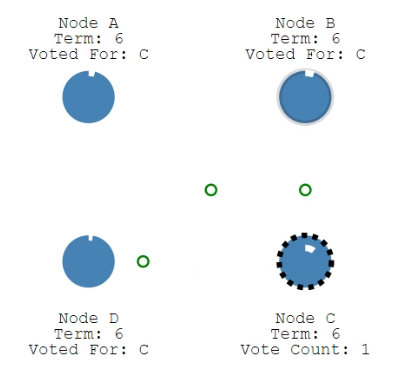 Node A
Term: 6
Voted For: C
Node B
Term: 6
Voted For: C
Node D
Term: 6
Voted For: C
Node C
Term: 6
Vote Count: 1